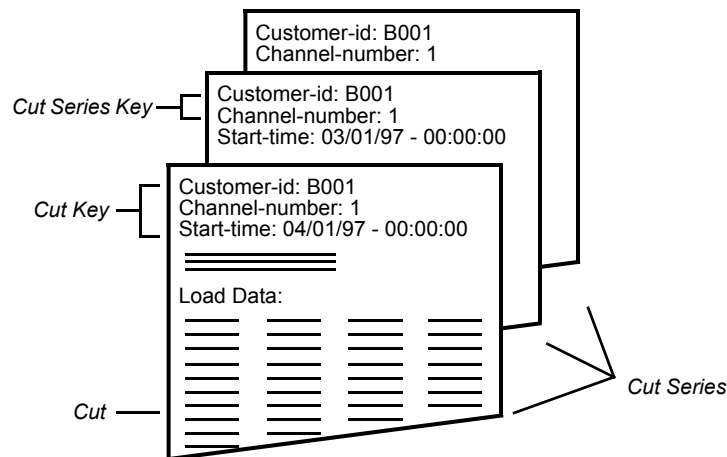 Customer-id: B001
Channel-number: 1
Cut Series Key
Customer-id: B001
Channel-number: 1
Start-time: 03/01/97 - 00:00:00
Cut Key
Customer-id: B001
Channel-number: 1
Start-time: 04/01/97 - 00:00:00
Load Data:
Cut
Cut Series